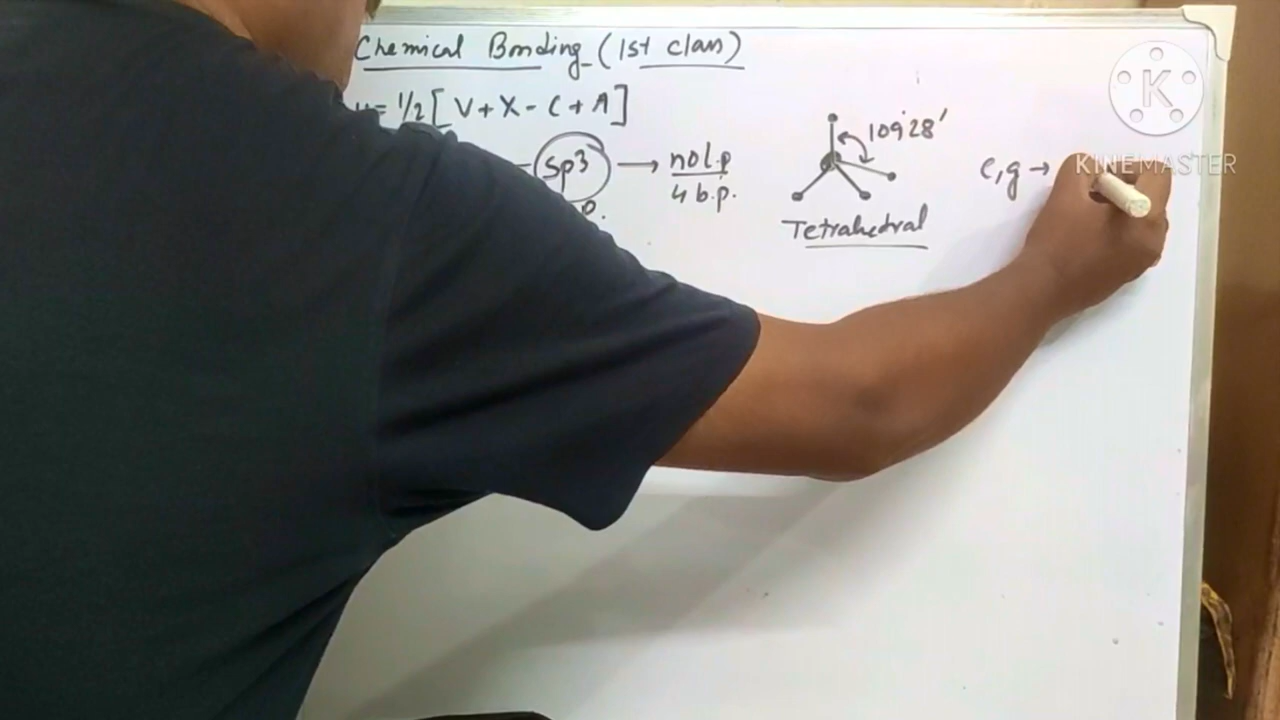 Chemical Bonding (1st class)
= 1/2 [ V + X - C + A ]
sp3 → no l.p
4 b.p.
109°28'
Tetrahedral
e,g →
K
KINEMASTER